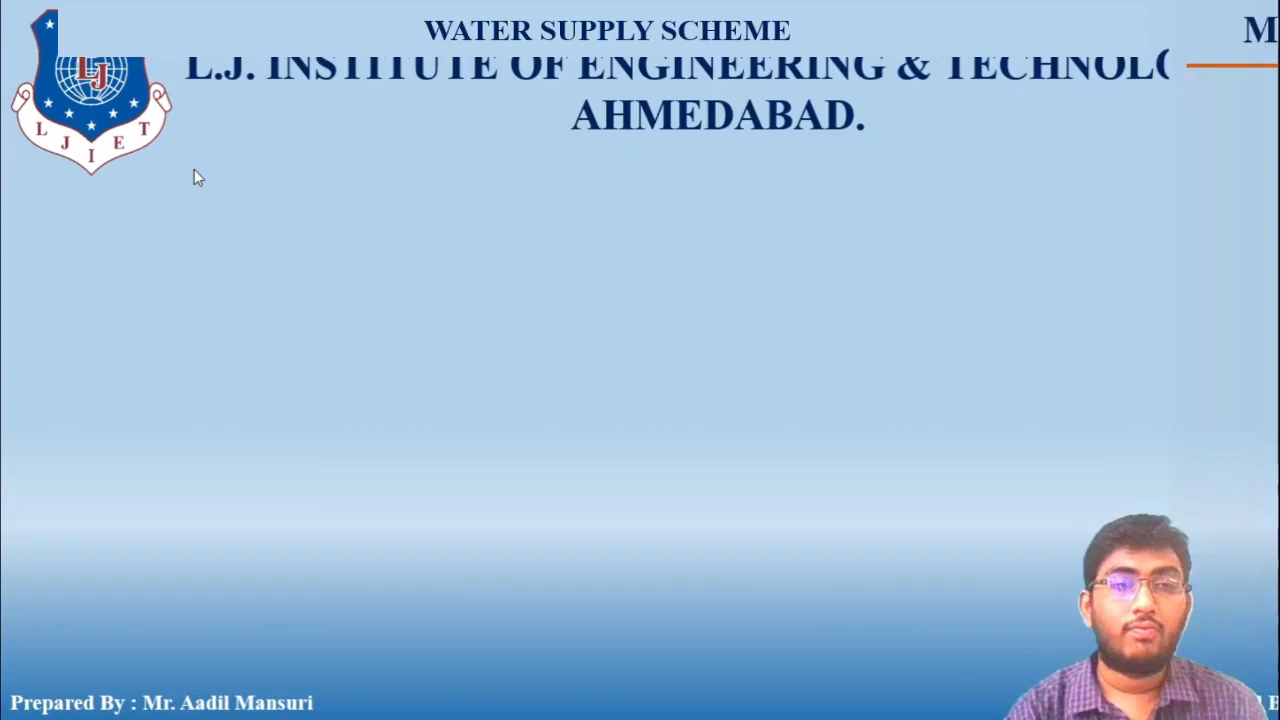 WATER SUPPLY SCHEME
M
L.J. INSTITUTE OF ENGINEERING & TECHNOL
AHMEDABAD.
LJ
L J I E T
Prepared By : Mr. Aadil Mansuri